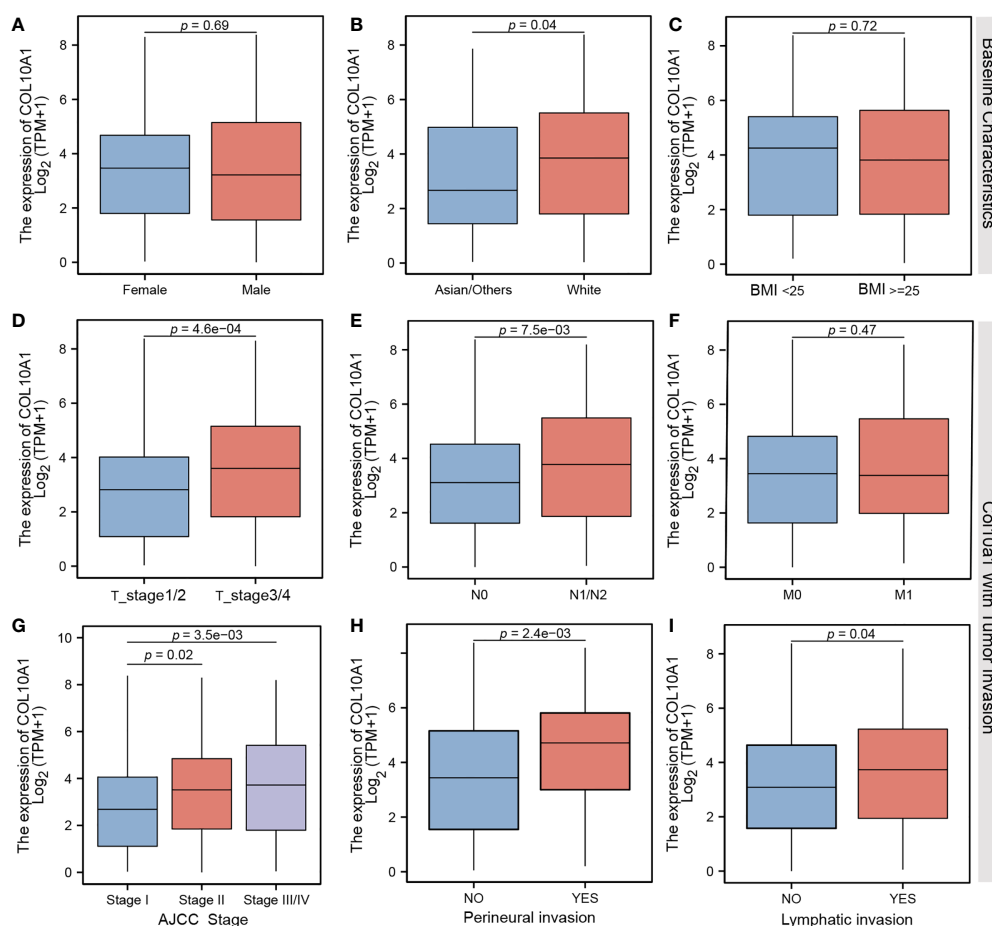 A
The expression of COL10A1
Log2 (TPM+1)
8
6
4
2
0
p = 0.69
Female Male
B
The expression of COL10A1
Log2 (TPM+1)
8
6
4
2
0
p = 0.04
Asian/Others White
C
The expression of COL10A1
Log2 (TPM+1)
8
6
4
2
0
p = 0.72
BMI <25 BMI >=25
Baseline Characteristics
D
The expression of COL10A1
Log2 (TPM+1)
8
6
4
2
0
p = 4.6e−04
T_stage1/2 T_stage3/4
E
The expression of COL10A1
Log2 (TPM+1)
8
6
4
2
0
p = 7.5e−03
N0 N1/N2
F
The expression of COL10A1
Log2 (TPM+1)
8
6
4
2
0
p = 0.47
M0 M1
G
The expression of COL10A1
Log2 (TPM+1)
10
8
6
4
2
0
p = 3.5e−03
p = 0.02
Stage I Stage II Stage III/IV
AJCC Stage
H
The expression of COL10A1
Log2 (TPM+1)
8
6
4
2
0
p = 2.4e−03
NO YES
Perineural invasion
I
The expression of COL10A1
Log2 (TPM+1)
8
6
4
2
0
p = 0.04
NO YES
Lymphatic invasion
Col10a1 With Tumor Invasion